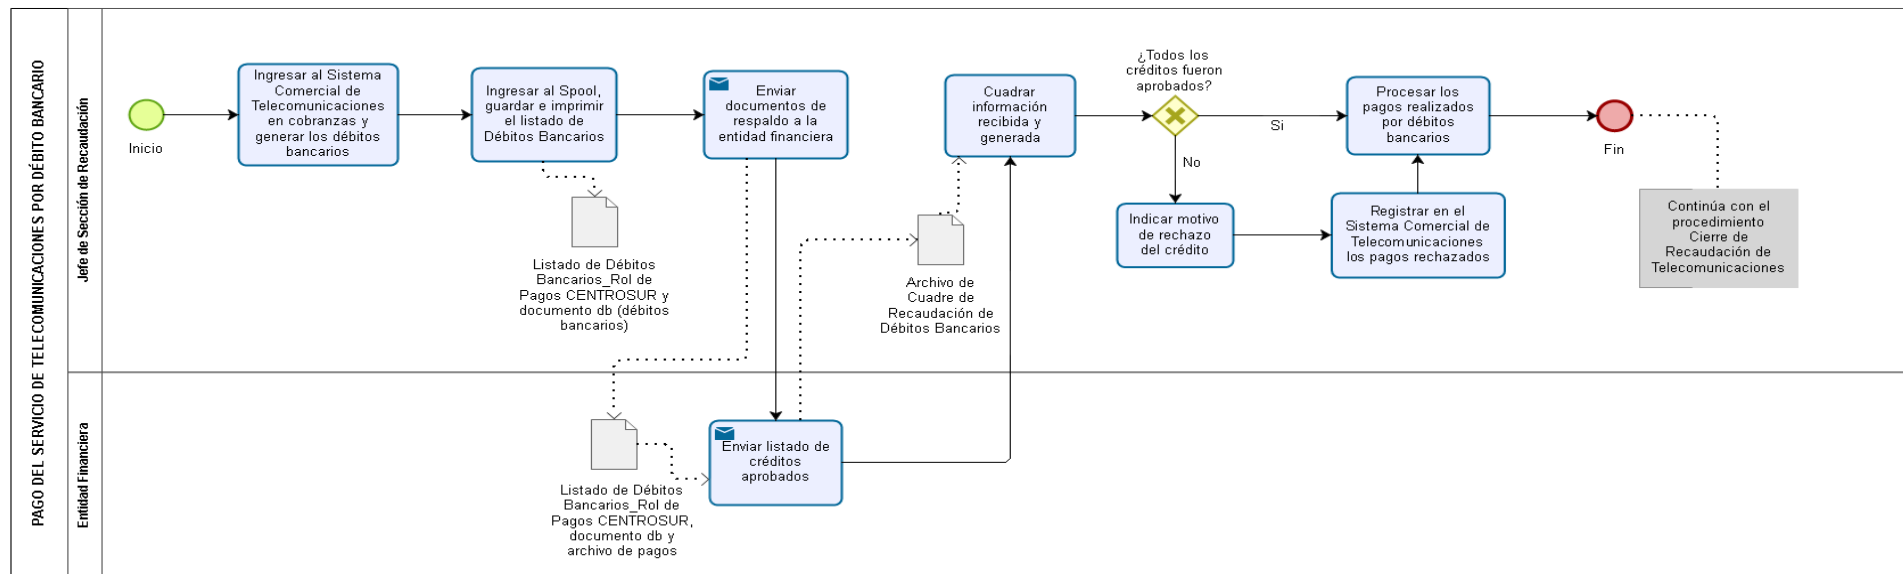 PAGO DEL SERVICIO DE TELECOMUNICACIONES POR DÉBITO BANCARIO
Jefe de Sección de Recaudación
Inicio
Ingresar al Sistema
Comercial de
Telecomunicaciones
en cobranzas y
generar los débitos
bancarios
Ingresar al Spool,
guardar e imprimir
el listado de
Débitos Bancarios
Listado de Débitos
Bancarios_Rol de
Pagos CENTROSUR y
documento db (débitos
bancarios)
Enviar
documentos de
respaldo a la
entidad financiera
Archivo de
Cuadre de
Recaudación de
Débitos Bancarios
Cuadrar
información
recibida y
generada
¿Todos los
créditos fueron
aprobados?
Si
No
Indicar motivo
de rechazo
del crédito
Registrar en el
Sistema Comercial de
Telecomunicaciones
los pagos rechazados
Procesar los
pagos realizados
por débitos
bancarios
Fin
Continúa con el
procedimiento
Cierre de
Recaudación de
Telecomunicaciones
Entidad Financiera
Listado de Débitos
Bancarios_Rol de
Pagos CENTROSUR,
documento db y
archivo de pagos
Enviar listado de
créditos
aprobados